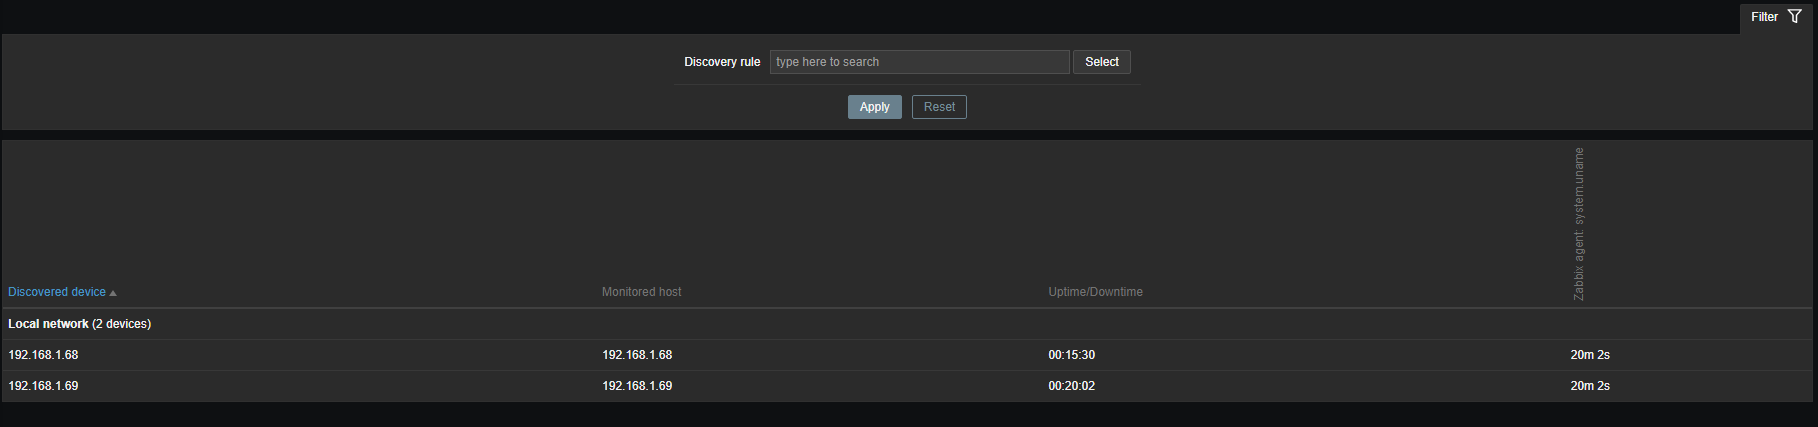 Filter
Discovery rule type here to search Select
Apply Reset
Zabbix agent: system.uname
Discovered device Monitored host Uptime/Downtime
Local network (2 devices)
192.168.1.68 192.168.1.68 00:15:30 20m 2s
192.168.1.69 192.168.1.69 00:20:02 20m 2s